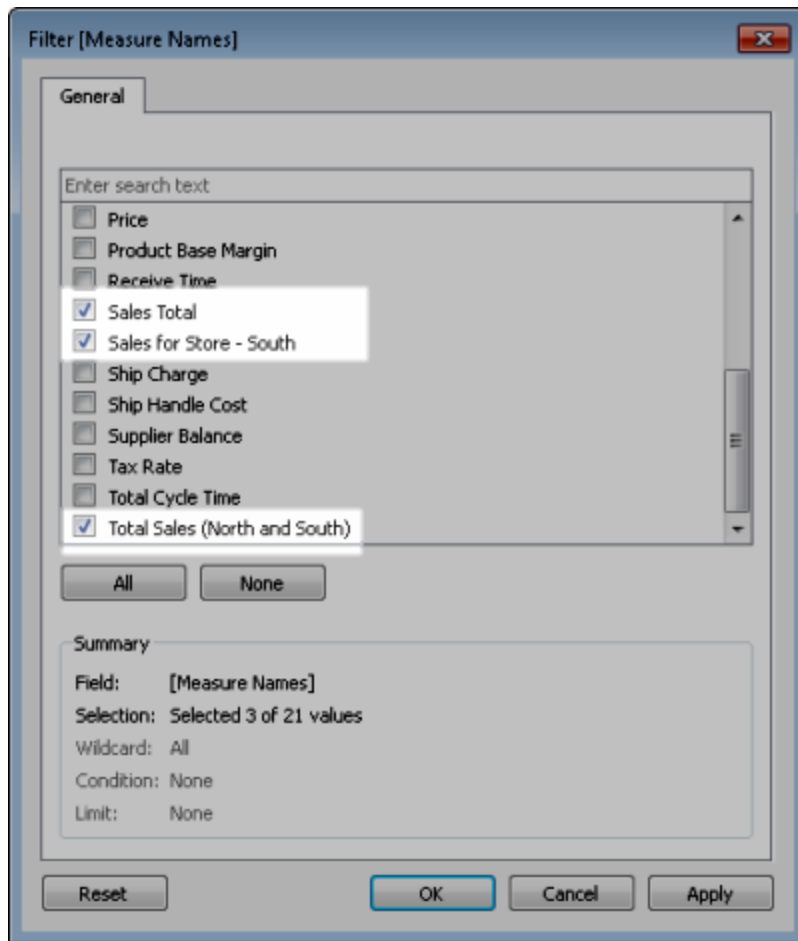 Filter [Measure Names]
General
Enter search text
Price
Product Base Margin
Receive Time
Sales Total
Sales for Store - South
Ship Charge
Ship Handle Cost
Supplier Balance
Tax Rate
Total Cycle Time
Total Sales (North and South)
All None
Summary
Field: [Measure Names]
Selection: Selected 3 of 21 values
Wildcard: All
Condition: None
Limit: None
Reset OK Cancel Apply